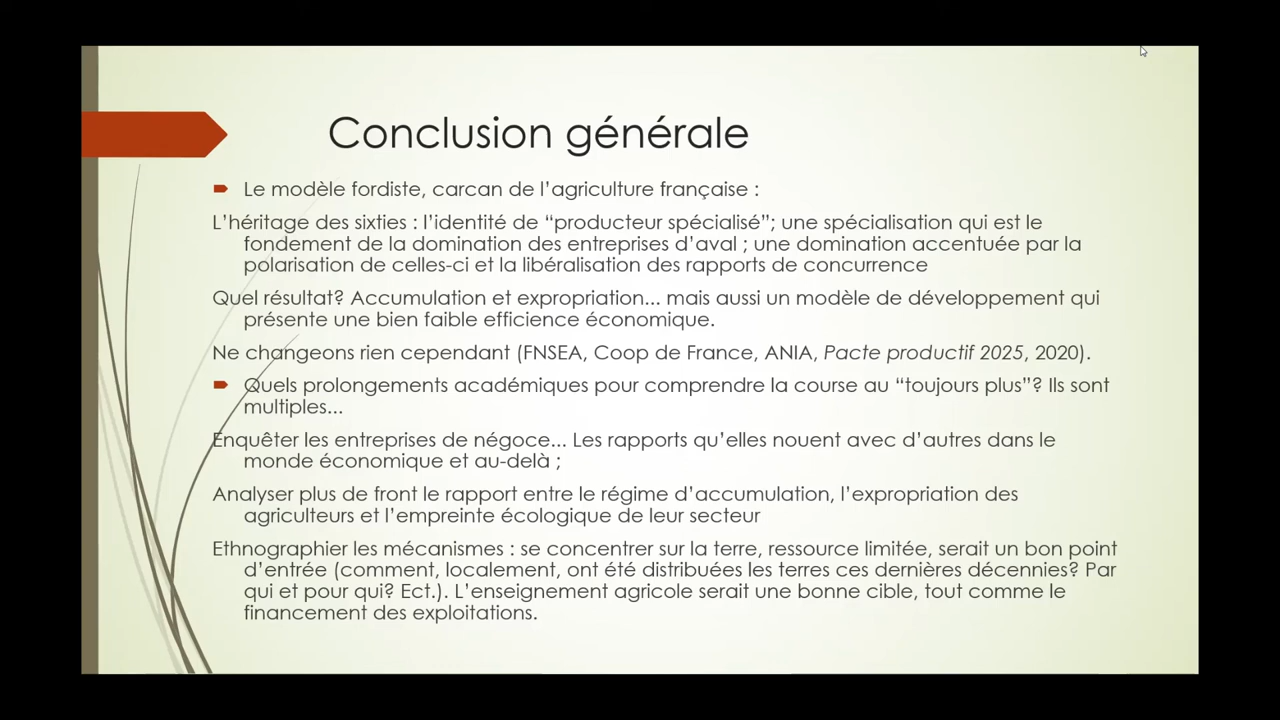 Conclusion générale
Le modèle fordiste, carcan de l’agriculture française :
L’héritage des sixties : l’identité de “producteur spécialisé”; une spécialisation qui est le
fondement de la domination des entreprises d’aval ; une domination accentuée par la
polarisation de celles-ci et la libéralisation des rapports de concurrence
Quel résultat? Accumulation et expropriation... mais aussi un modèle de développement qui
présente une bien faible efficience économique.
Ne changeons rien cependant (FNSEA, Coop de France, ANIA, Pacte productif 2025, 2020).
Quels prolongements académiques pour comprendre la course au “toujours plus”? Ils sont
multiples...
Enquêter les entreprises de négoce... Les rapports qu’elles nouent avec d’autres dans le
monde économique et au-delà ;
Analyser plus de front le rapport entre le régime d’accumulation, l’expropriation des
agriculteurs et l’empreinte écologique de leur secteur
Ethnographier les mécanismes : se concentrer sur la terre, ressource limitée, serait un bon point
d’entrée (comment, localement, ont été distribuées les terres ces dernières décennies? Par
qui et pour qui? Ect.). L’enseignement agricole serait une bonne cible, tout comme le
financement des exploitations.